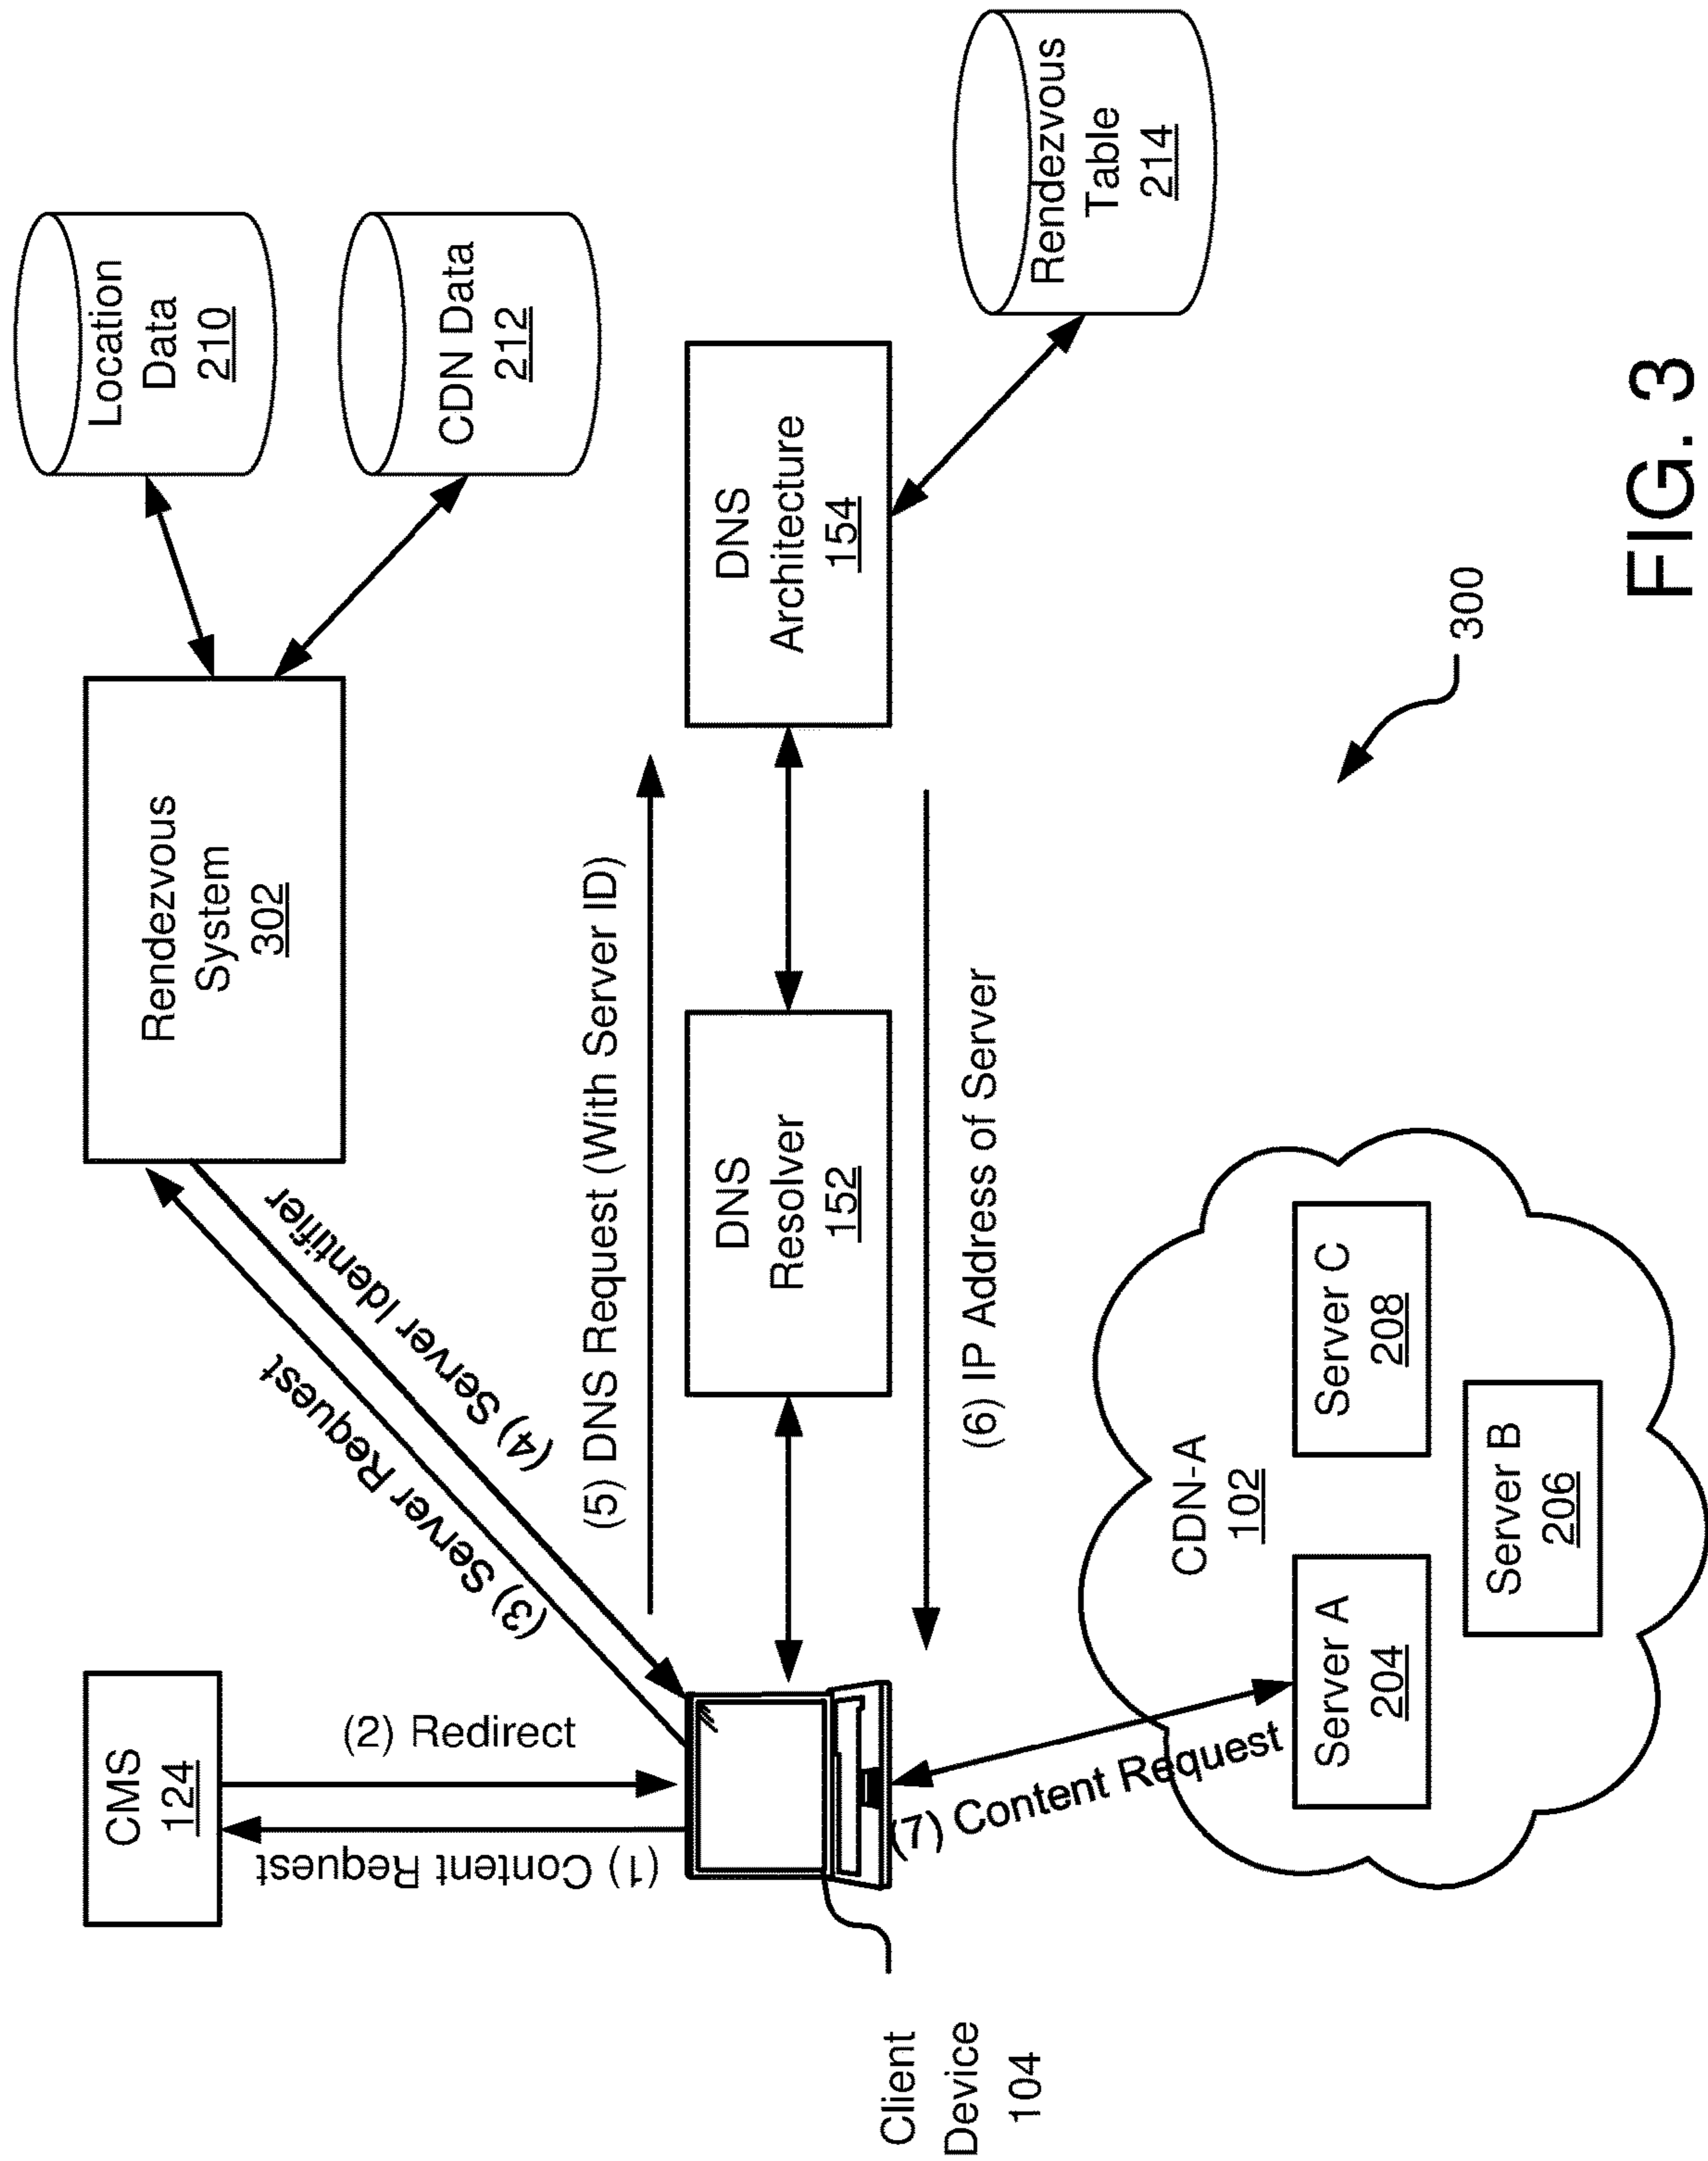 Location
Data
210
CDN Data
212
Rendezvous
System
302
CMS
124
(1) Content Request
(2) Redirect
(3) Server Request
(4) Server Identifier
(5) DNS Request (With Server ID)
DNS
Resolver
152
DNS
Architecture
154
Rendezvous
Table
214
(6) IP Address of Server
Client
Device
104
(7) Content Request
CDN-A
102
Server A
204
Server C
208
Server B
206
300
FIG. 3